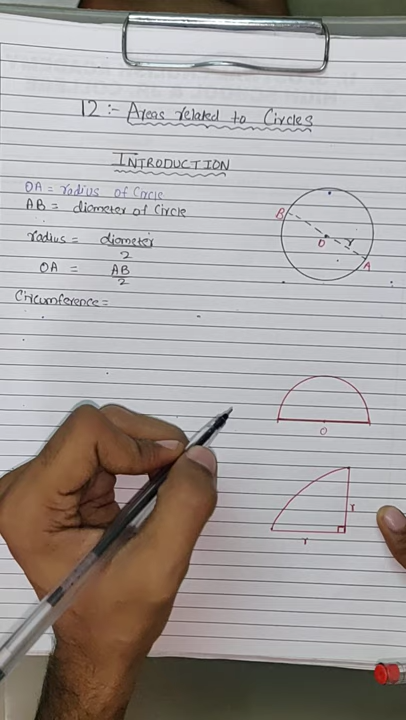 12 :- Areas related to Circles
INTRODUCTION
OA = radius of Circle
AB = diameter of Circle
radius = diameter
2
OA = AB
2
Circumference =
B
O
r
A
O
r
r